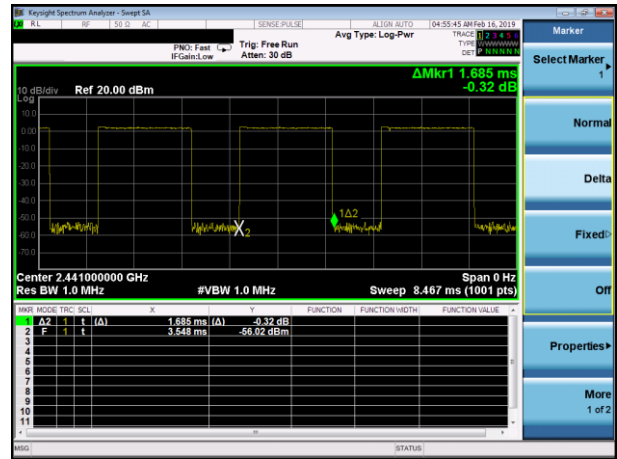 Keysight Spectrum Analyzer - Swept SA
RL RF 50 Ω AC SENSE:PULSE ALIGN AUTO 04:55:45 AM Feb 16, 2019
Marker
Avg Type: Log-Pwr
TRACE 1 2 3 4 5 6
PNO: Fast
Trig: Free Run
TYPE WWWWWW
IFGain:Low
Atten: 30 dB
DET P N N N N N
Select Marker
1
ΔMkr1 1.685 ms
-0.32 dB
10 dB/div Ref 20.00 dBm
Log
10.0
0.00
-10.0
-20.0
-30.0
-40.0
-50.0
-60.0
-70.0
1Δ2
2
Normal
Delta
Fixed
Off
Center 2.441000000 GHz Span 0 Hz
Res BW 1.0 MHz #VBW 1.0 MHz Sweep 8.467 ms (1001 pts)
MKR MODE TRC SCL X Y FUNCTION FUNCTION WIDTH FUNCTION VALUE
1 Δ2 1 t (Δ) 1.685 ms (Δ) -0.32 dB
2 F 1 t 3.548 ms -56.02 dBm
3
4
5
6
7
8
9
10
11
Properties
More
1 of 2
MSG STATUS